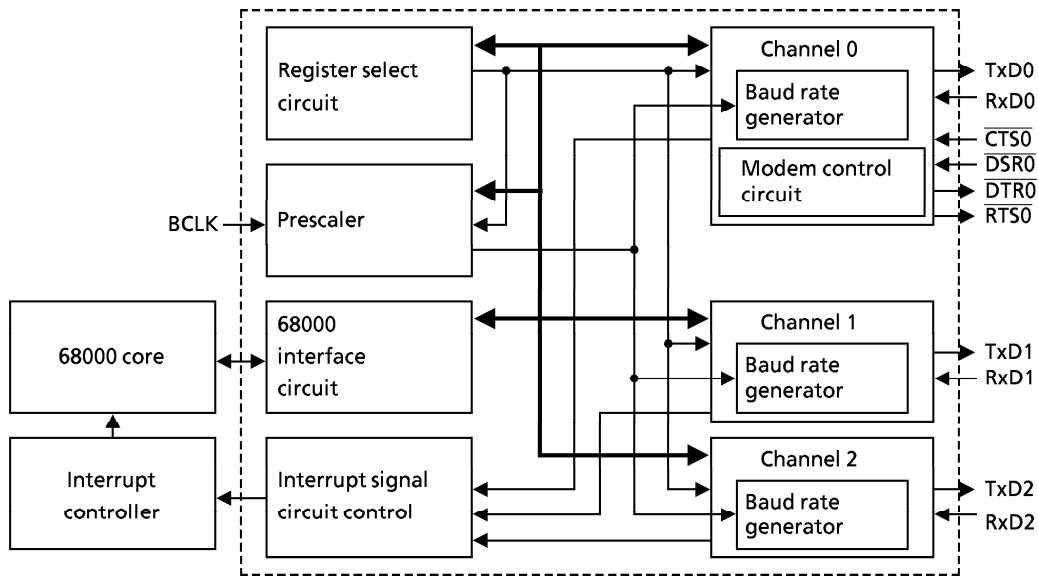 Register select
circuit
Channel 0
Baud rate
generator
Modem control
circuit
TxD0
RxD0
CTS0
DSR0
DTR0
RTS0
BCLK
Prescaler
68000 core
68000
interface
circuit
Channel 1
Baud rate
generator
TxD1
RxD1
Interrupt
controller
Interrupt signal
circuit control
Channel 2
Baud rate
generator
TxD2
RxD2